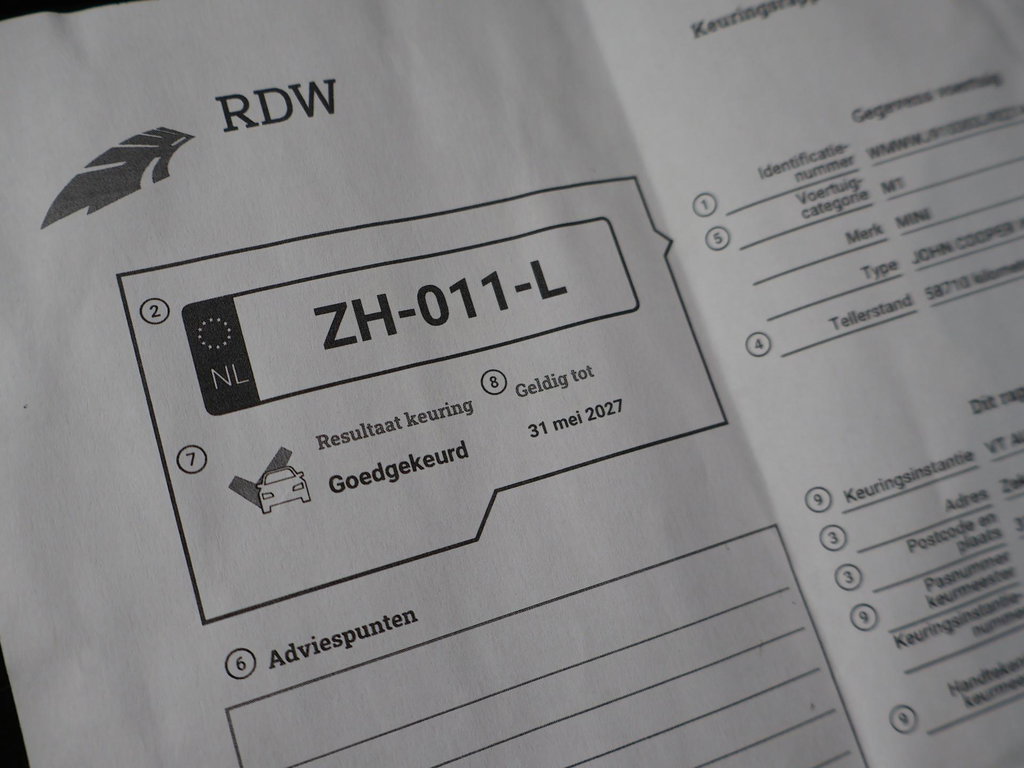 RDW
2
NL
ZH-011-L
7
Resultaat keuring
Goedgekeurd
8
Geldig tot
31 mei 2027
6 Adviespunten
Gegevens voertuig
Identificatie-
nummer
1
Voertuig-
categorie M1
5
Merk MINI
Type JOHN COOPER
4
Tellerstand 58710
Dit
9 Keuringsinstantie VT
3
Adres
3
Postcode en
plaats
9
Pasnummer
keurmeester
Keuringsinstantie-
nummer
9